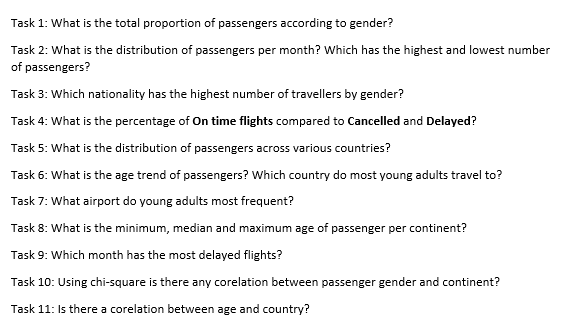 Task 1: What is the total proportion of passengers according to gender?
Task 2: What is the distribution of passengers per month? Which has the highest and lowest number
of passengers?
Task 3: Which nationality has the highest number of travellers by gender?
Task 4: What is the percentage of On time flights compared to Cancelled and Delayed?
Task 5: What is the distribution of passengers across various countries?
Task 6: What is the age trend of passengers? Which country do most young adults travel to?
Task 7: What airport do young adults most frequent?
Task 8: What is the minimum, median and maximum age of passenger per continent?
Task 9: Which month has the most delayed flights?
Task 10: Using chi-square is there any corelation between passenger gender and continent?
Task 11: Is there a corelation between age and country?